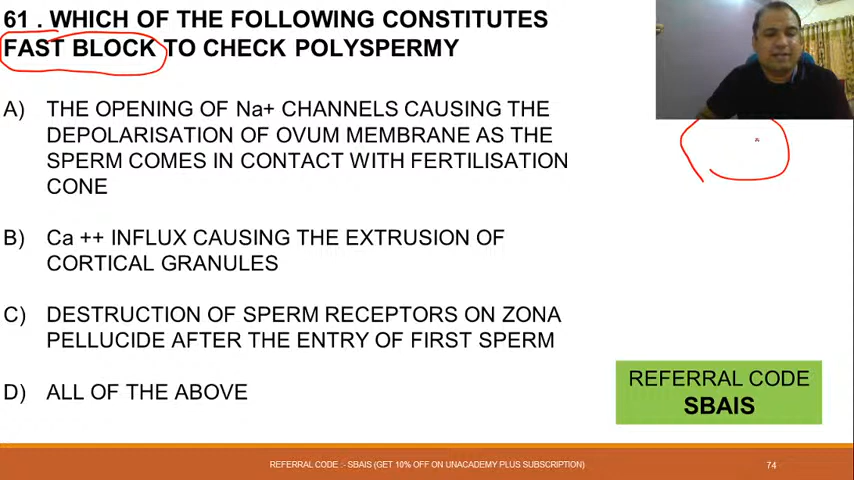 61 . WHICH OF THE FOLLOWING CONSTITUTES
FAST BLOCK TO CHECK POLYSPERMY
A) THE OPENING OF Na+ CHANNELS CAUSING THE
DEPOLARISATION OF OVUM MEMBRANE AS THE
SPERM COMES IN CONTACT WITH FERTILISATION
CONE
B) Ca ++ INFLUX CAUSING THE EXTRUSION OF
CORTICAL GRANULES
C) DESTRUCTION OF SPERM RECEPTORS ON ZONA
PELLUCIDE AFTER THE ENTRY OF FIRST SPERM
D) ALL OF THE ABOVE
REFERRAL CODE
SBAIS
REFERRAL CODE :- SBAIS (GET 10% OFF ON UNACADEMY PLUS SUBSCRIPTION)
74